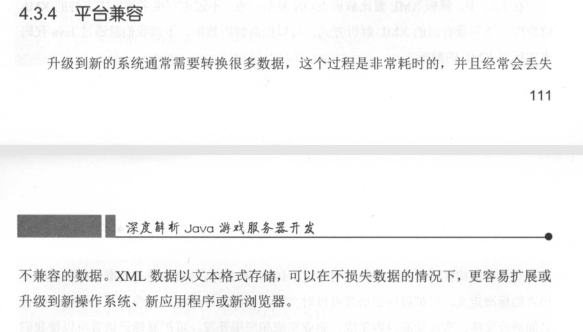 4.3.4 平台兼容
升级到新的系统通常需要转换很多数据，这个过程是非常耗时的，并且经常会丢失
111
深度解析 Java 游戏服务器开发
不兼容的数据。XML 数据以文本格式存储，可以在不损失数据的情况下，更容易扩展或
升级到新操作系统、新应用程序或新浏览器。